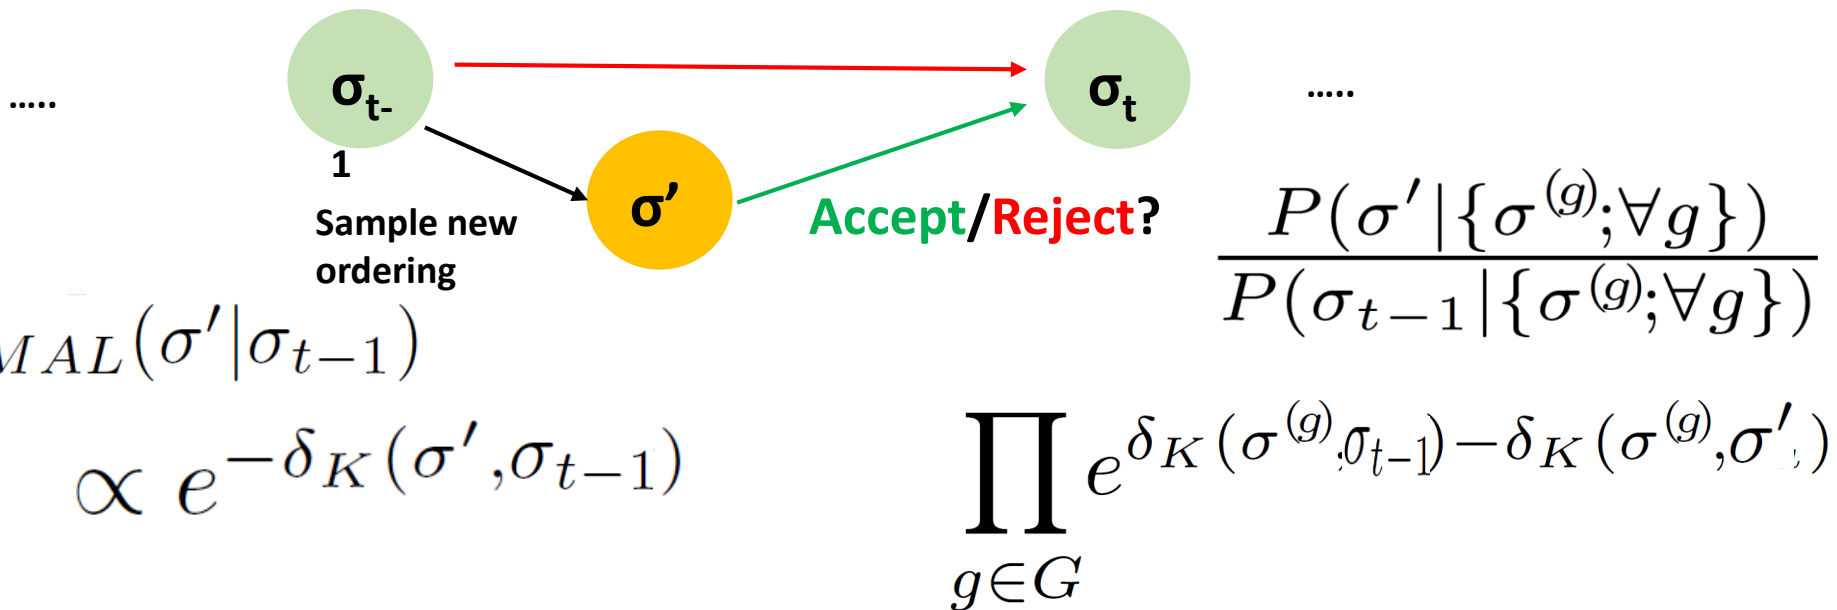 .....
σt-1
σt
.....
σ′
Sample new
ordering
Accept/Reject?
P(σ′|{σ(g);∀g})
P(σt−1|{σ(g);∀g})
MAL(σ′|σt−1)
∝ e−δK(σ′,σt−1)
∏ eδK(σ(g),σt−1)−δK(σ(g),σ′,)
g∈G